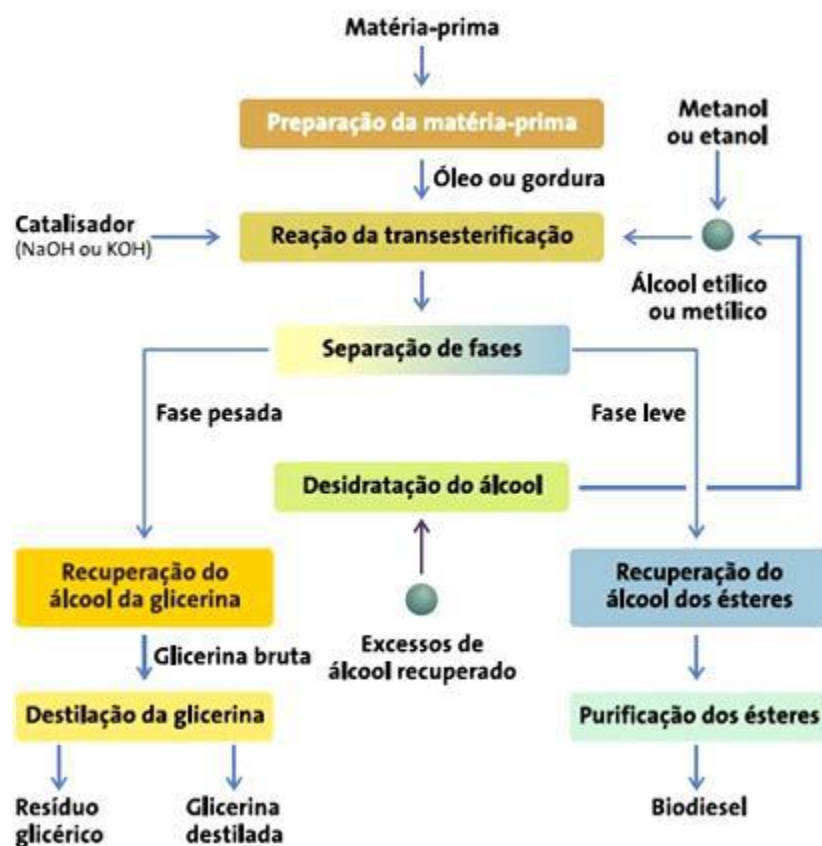 Matéria-prima
Preparação da matéria-prima
Metanol
ou etanol
Óleo ou gordura
Catalisador
(NaOH ou KOH)
Reação da transesterificação
Álcool etílico
ou metílico
Separação de fases
Fase pesada
Fase leve
Desidratação do álcool
Recuperação do
álcool da glicerina
Recuperação do
álcool dos ésteres
Excessos de
álcool recuperado
Glicerina bruta
Destilação da glicerina
Purificação dos ésteres
Resíduo
glicérico
Glicerina
destilada
Biodiesel